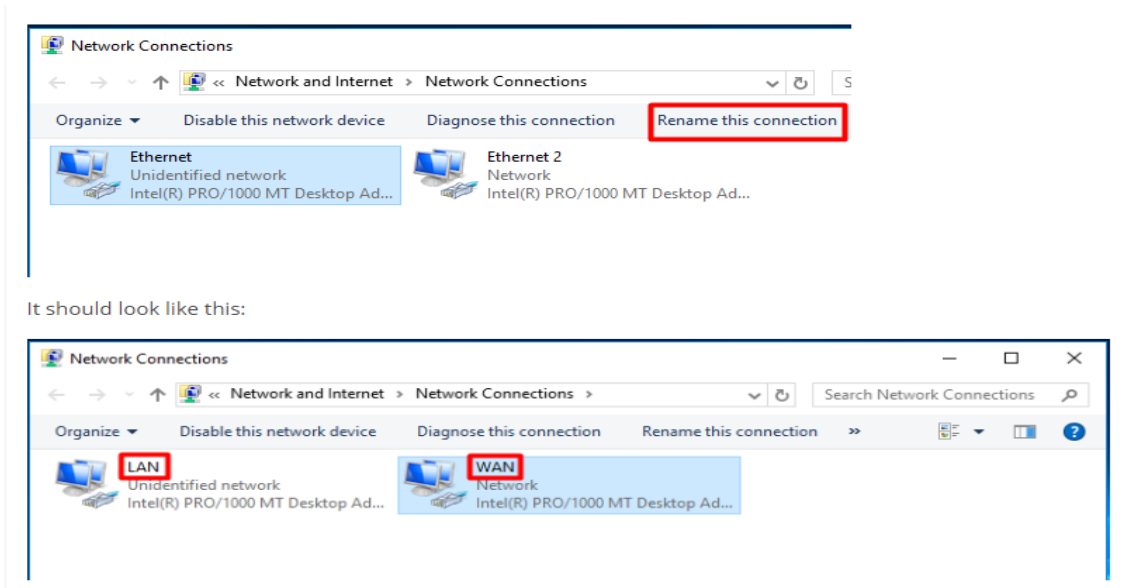 Network Connections
« Network and Internet > Network Connections
Organize Disable this network device Diagnose this connection Rename this connection
Ethernet Ethernet 2
Unidentified network Network
Intel(R) PRO/1000 MT Desktop Ad... Intel(R) PRO/1000 MT Desktop Ad...
It should look like this:
Network Connections
« Network and Internet > Network Connections > Search Network Connections
Organize Disable this network device Diagnose this connection Rename this connection »
LAN WAN
Unidentified network Network
Intel(R) PRO/1000 MT Desktop Ad... Intel(R) PRO/1000 MT Desktop Ad...